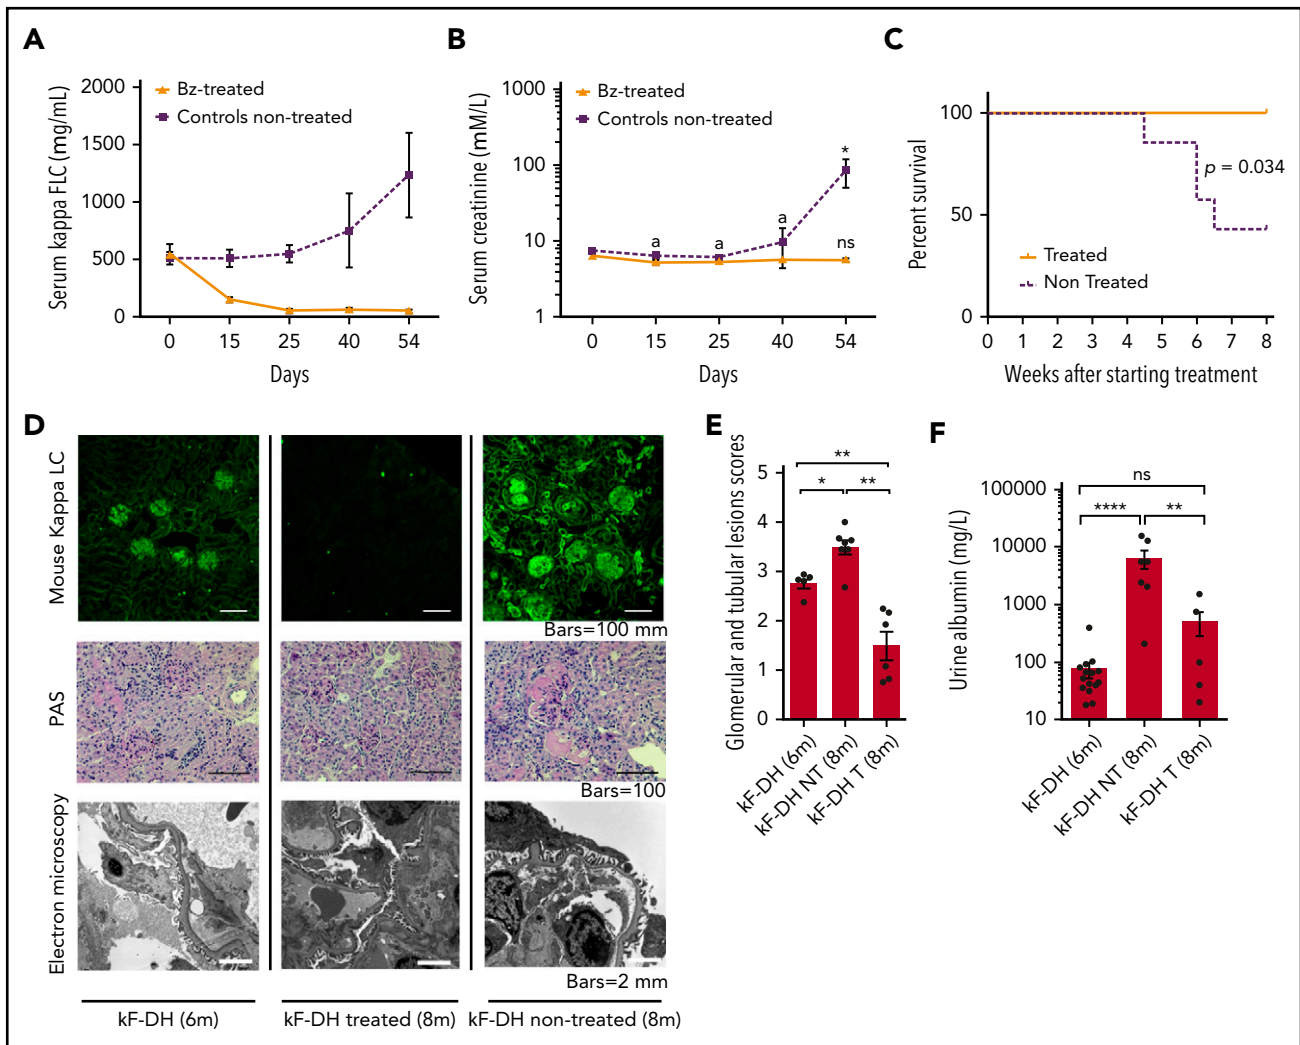 A
Serum kappa FLC (mg/mL)
2000
1500
1000
500
0
Bz-treated
Controls non-treated
0 15 25 40 54
Days
B
Serum creatinine (mM/L)
1000
100
10
1
Bz-treated
Controls non-treated
a a a *
ns
0 15 25 40 54
Days
C
Percent survival
100
50
0
p = 0.034
Treated
Non Treated
0 1 2 3 4 5 6 7 8
Weeks after starting treatment
D
Mouse Kappa LC
Bars=100 mm
PAS
Bars=100
Electron microscopy
Bars=2 mm
kF-DH (6m)
kF-DH treated (8m)
kF-DH non-treated (8m)
E
Glomerular and tubular lesions scores
5
4
3
2
1
0
**
* **
kF-DH (6m)
kF-DH NT (8m)
kF-DH T (8m)
F
Urine albumin (mg/L)
100000
10000
1000
100
10
ns
**** **
kF-DH (6m)
kF-DH NT (8m)
kF-DH T (8m)